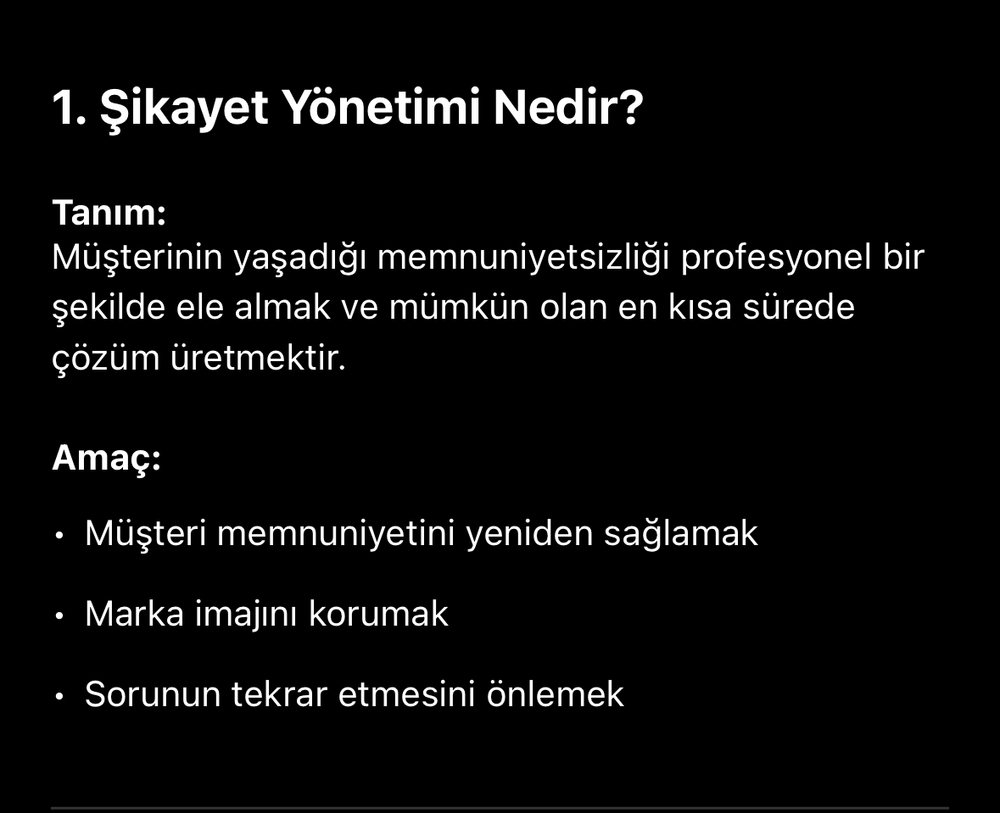 1. Şikayet Yönetimi Nedir?
Tanım:
Müşterinin yaşadığı memnuniyetsizliği profesyonel bir
şekilde ele almak ve mümkün olan en kısa sürede
çözüm üretmektir.
Amaç:
• Müşteri memnuniyetini yeniden sağlamak
• Marka imajını korumak
• Sorunun tekrar etmesini önlemek